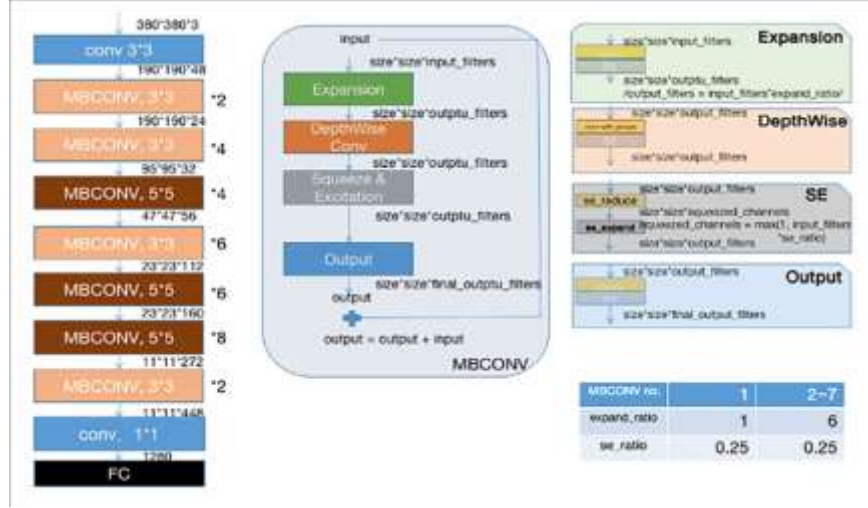 380*380*3
conv 3*3
190*190*48
MBCONV, 3*3
*2
190*190*24
MBCONV, 3*3
*4
95*95*32
MBCONV, 5*5
*4
47*47*56
MBCONV, 3*3
*6
23*23*112
MBCONV, 5*5
*6
23*23*160
MBCONV, 5*5
*8
11*11*272
MBCONV, 3*3
*2
11*11*448
conv, 1*1
1280
FC
input
size*size*input_filters
Expansion
size*size*outptu_filters
DepthWise
Conv
size*size*outptu_filters
Squeeze &
Excitation
size*size*outptu_filters
Output
size*size*final_outptu_filters
output
output = output + input
MBCONV
Expansion
size*size*input_filters
size*size*outptu_filters
/output_filters = input_filters*expand_ratio/
DepthWise
size*size*output_filters
size*size*output_filters
SE
size*size*output_filters
se_reduce
size*size*squeezed_channels
(squeezed_channels = max(1, input_filters
*se_ratio)
se_expand
size*size*output_filters
Output
size*size*output_filters
size*size*final_output_filters
MBCONV no. 1 2~7
expand_ratio 1 6
se_ratio 0.25 0.25